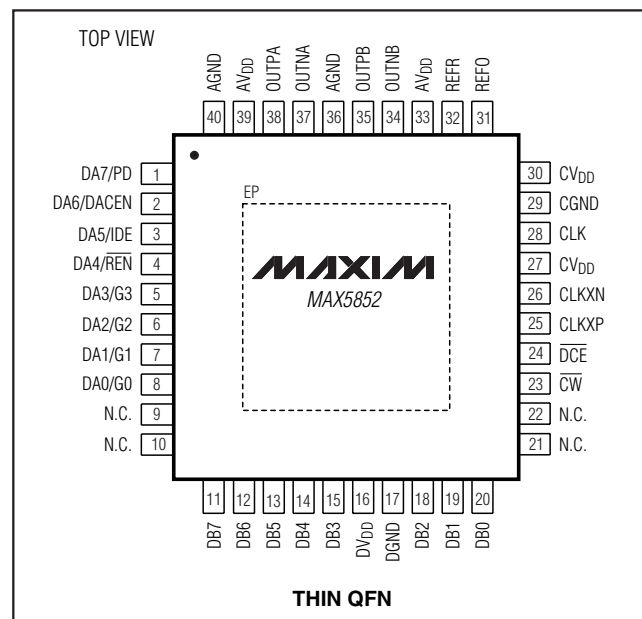 TOP VIEW
AGND
AVDD
OUTPA
OUTNA
AGND
OUTPB
OUTNB
AVDD
REFR
REFO
40 39 38 37 36 35 34 33 32 31
DA7/PD 1
DA6/DACEN 2
DA5/IDE 3
DA4/R̅E̅N̅ 4
DA3/G3 5
DA2/G2 6
DA1/G1 7
DA0/G0 8
N.C. 9
N.C. 10
EP
MAXIM
MAX5852
30 CVDD
29 CGND
28 CLK
27 CVDD
26 CLKXN
25 CLKXP
24 D̅C̅E̅
23 C̅W̅
22 N.C.
21 N.C.
11 12 13 14 15 16 17 18 19 20
DB7
DB6
DB5
DB4
DB3
DVDD
DGND
DB2
DB1
DB0
THIN QFN